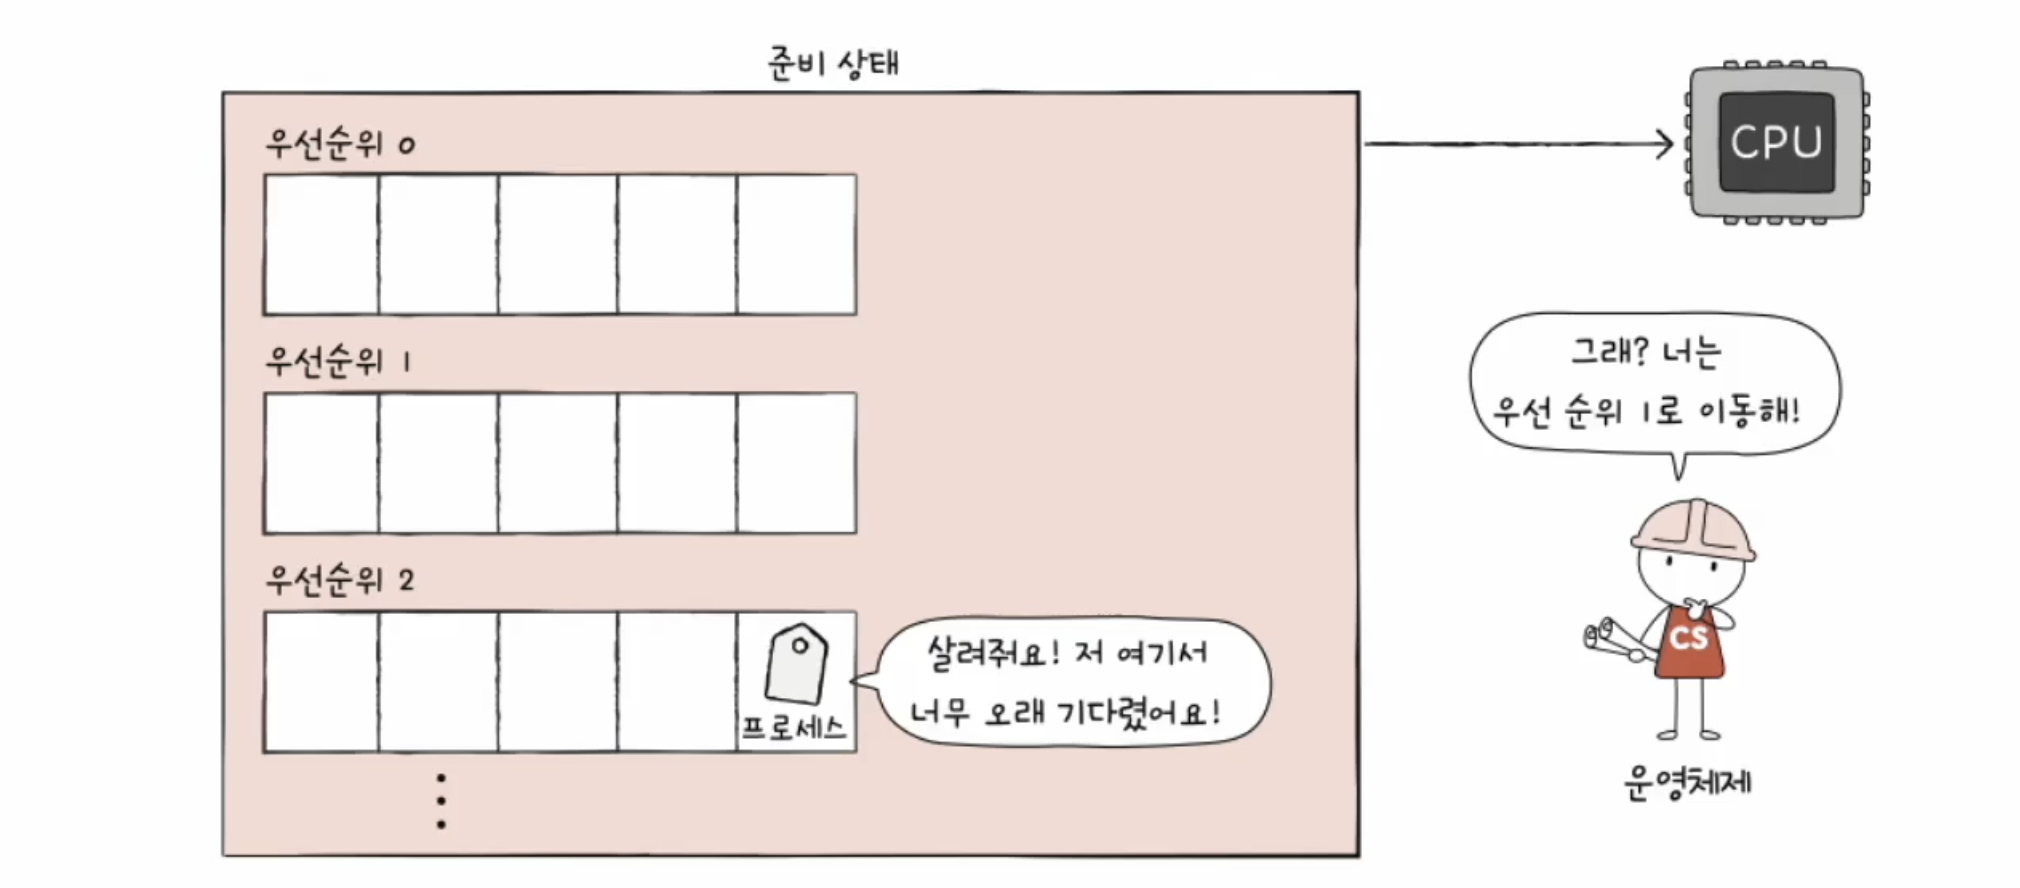 준비 상태
우선순위 0
CPU
우선순위 1
그래? 너는
우선 순위 1로 이동해!
우선순위 2
살려줘요! 저 여기서
너무 오래 기다렸어요!
프로세스
CS
운영체제